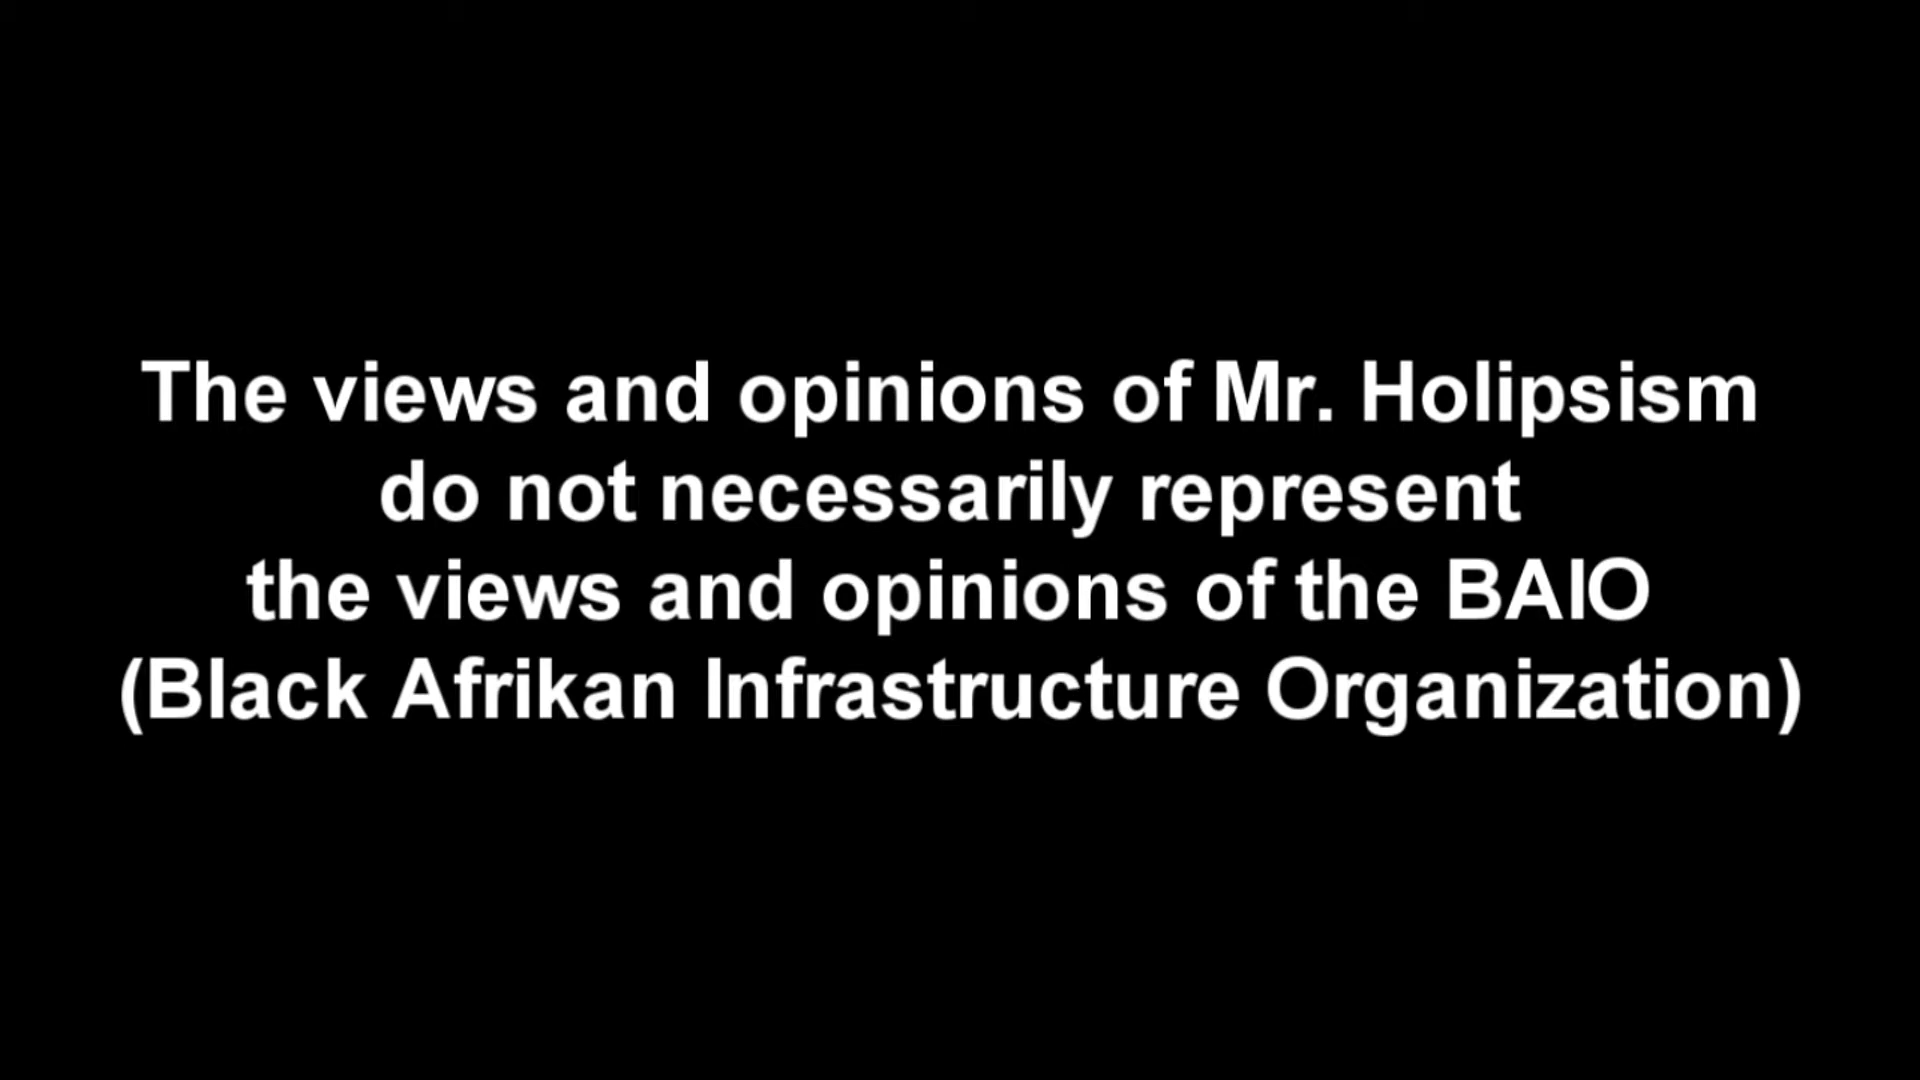 The views and opinions of Mr. Holipsism
do not necessarily represent
the views and opinions of the BAIO
(Black Afrikan Infrastructure Organization)